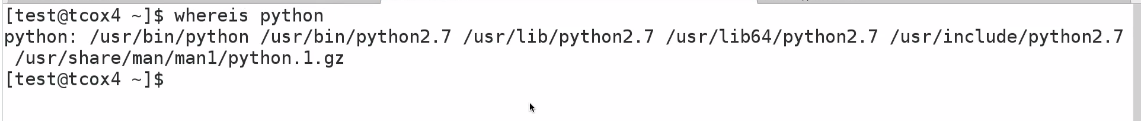 [test@tcox4 ~]$ whereis python
python: /usr/bin/python /usr/bin/python2.7 /usr/lib/python2.7 /usr/lib64/python2.7 /usr/include/python2.7
 /usr/share/man/man1/python.1.gz
[test@tcox4 ~]$